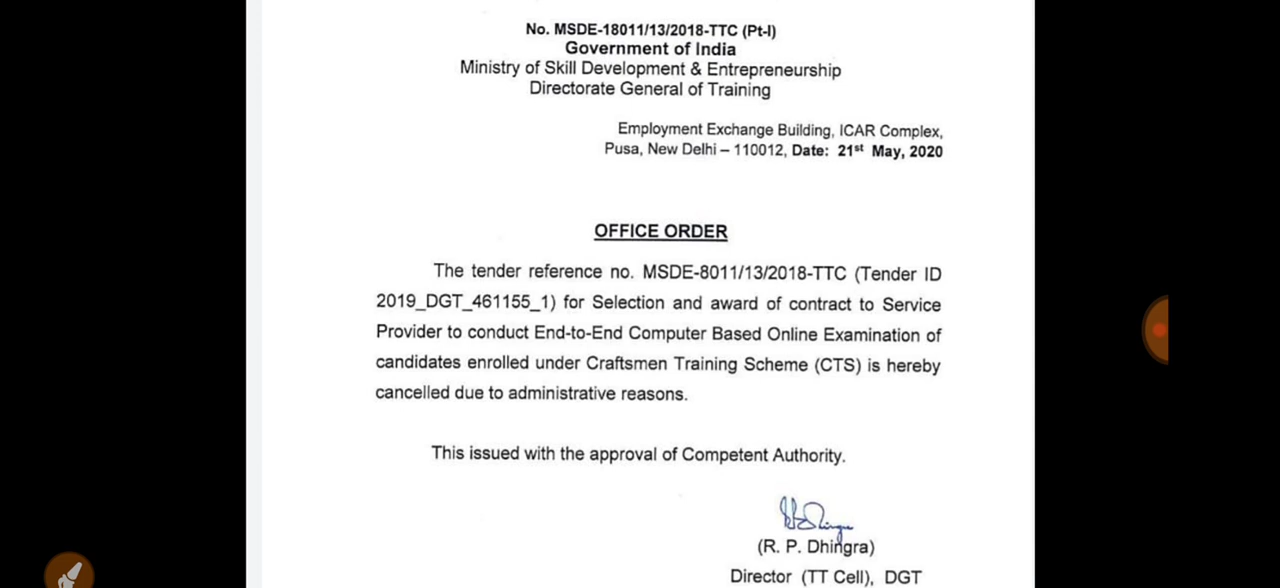 No. MSDE-18011/13/2018-TTC (Pt-I)
Government of India
Ministry of Skill Development & Entrepreneurship
Directorate General of Training
Employment Exchange Building, ICAR Complex,
Pusa, New Delhi – 110012, Date: 21st May, 2020
OFFICE ORDER
The tender reference no. MSDE-8011/13/2018-TTC (Tender ID
2019_DGT_461155_1) for Selection and award of contract to Service
Provider to conduct End-to-End Computer Based Online Examination of
candidates enrolled under Craftsmen Training Scheme (CTS) is hereby
cancelled due to administrative reasons.
This issued with the approval of Competent Authority.
(R. P. Dhingra)
Director (TT Cell), DGT